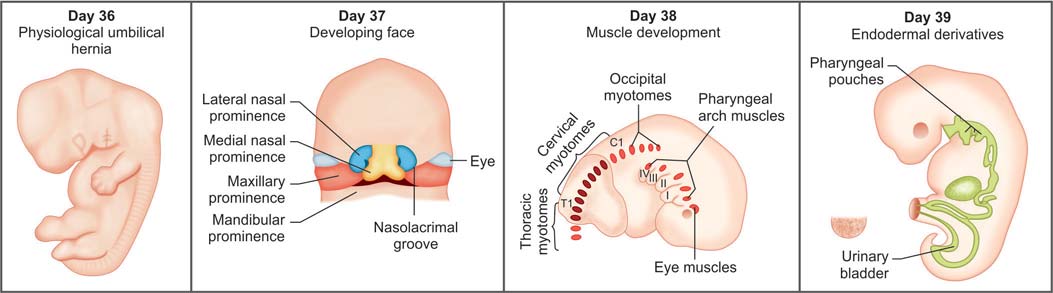 Day 36
Physiological umbilical
hernia
Day 37
Developing face
Lateral nasal
prominence
Medial nasal
prominence
Maxillary
prominence
Mandibular
prominence
Eye
Nasolacrimal
groove
Day 38
Muscle development
Occipital
myotomes
Pharyngeal
arch muscles
Cervical
myotomes
C1
IV
III
II
I
T1
Thoracic
myotomes
Eye muscles
Day 39
Endodermal derivatives
Pharyngeal
pouches
Urinary
bladder